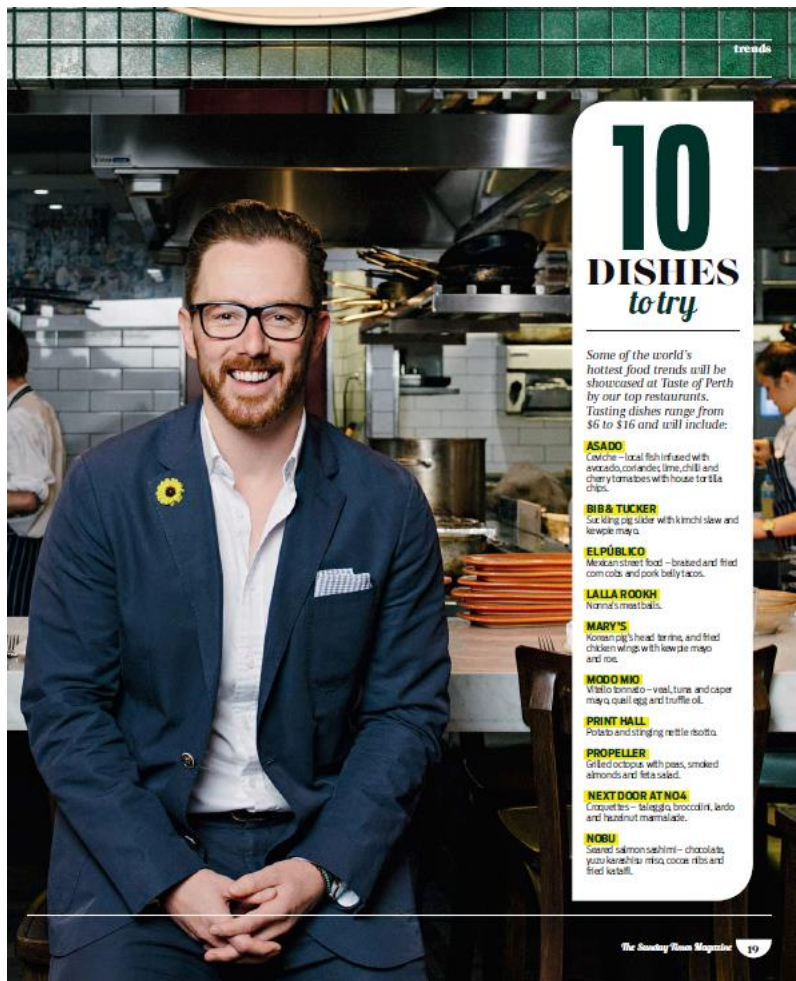 trends
10
DISHES
to try
Some of the world's
hottest food trends will be
showcased at Taste of Perth
by our top restaurants.
Tasting dishes range from
$6 to $16 and will include:
ASADO
Ceviche – local fish infused with
avocado, coriander, lime, chilli and
cherry tomatoes with house tortilla
chips.
BIB & TUCKER
Suckling pig slider with kimchi slaw and
kewpie mayo.
EL PÚBLICO
Mexican street food – braised and fried
corn cobs and pork belly tacos.
LALLA ROOKH
Nonna's meatballs.
MARY'S
Korean pig's head terrine, and fried
chicken wings with kewpie mayo
and roe.
MODO MIO
Vitello tonnato – veal, tuna and caper
mayo, quail egg and truffle oil.
PRINT HALL
Potato and stinging nettle risotto.
PROPELLER
Grilled octopus with peas, smoked
almonds and feta salad.
NEXT DOOR AT NO4
Croquettes – taleggio, broccolini, lardo
and hazelnut marmalade.
NOBU
Seared salmon sashimi – chocolate,
yuzu karashisu miso, cocoa nibs and
fried kataifi.
The Sunday Times Magazine 19